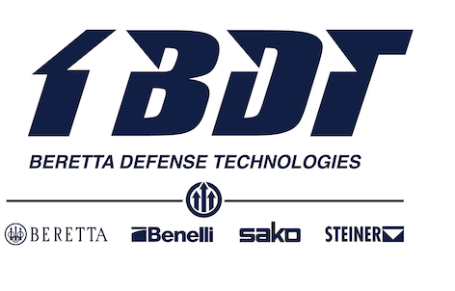 BDT
BERETTA DEFENSE TECHNOLOGIES
BERETTA Benelli sako STEINER